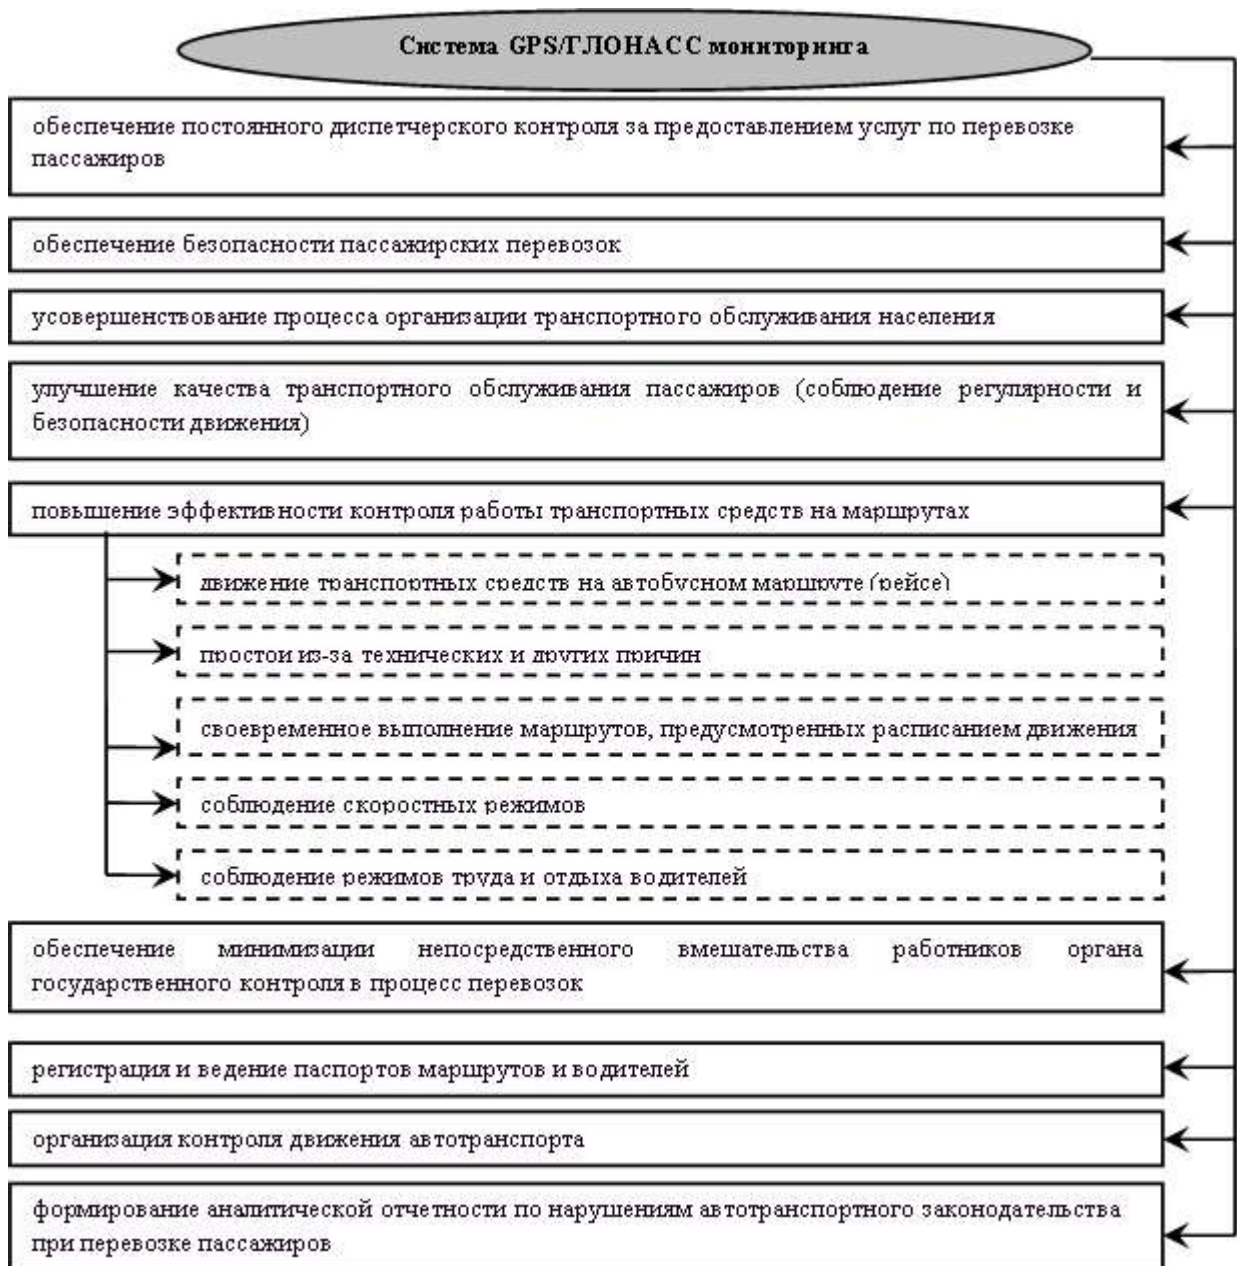 Система GPS/ГЛОНАСС мониторинга
обеспечение постоянного диспетчерского контроля за предоставлением услуг по перевозке
пассажиров
обеспечение безопасности пассажирских перевозок
усовершенствование процесса организации транспортного обслуживания населения
улучшение качества транспортного обслуживания пассажиров (соблюдение регулярности и
безопасности движения)
повышение эффективности контроля работы транспортных средств на маршрутах
движение транспортных средств на автобусном маршруте (рейсе)
простои из-за технических и других причин
своевременное выполнение маршрутов, предусмотренных расписанием движения
соблюдение скоростных режимов
соблюдение режимов труда и отдыха водителей
обеспечение минимизации непосредственного вмешательства работников органа
государственного контроля в процесс перевозок
регистрация и ведение паспортов маршрутов и водителей
организация контроля движения автотранспорта
формирование аналитической отчетности по нарушениям автотранспортного законодательства
при перевозке пассажиров